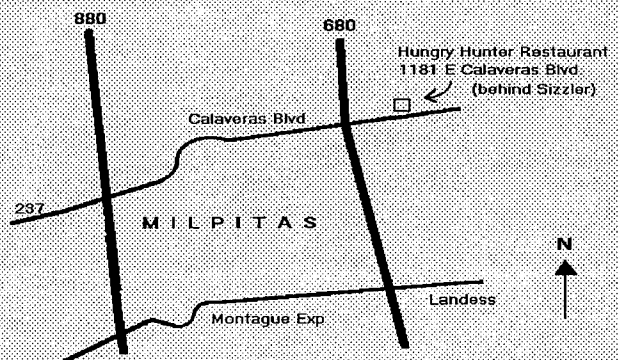 880
680
Hungry Hunter Restaurant
1181 E Calaveras Blvd
(behind Sizzler)
Calaveras Blvd
237
M I L P I T A S
N
Landess
Montague Exp